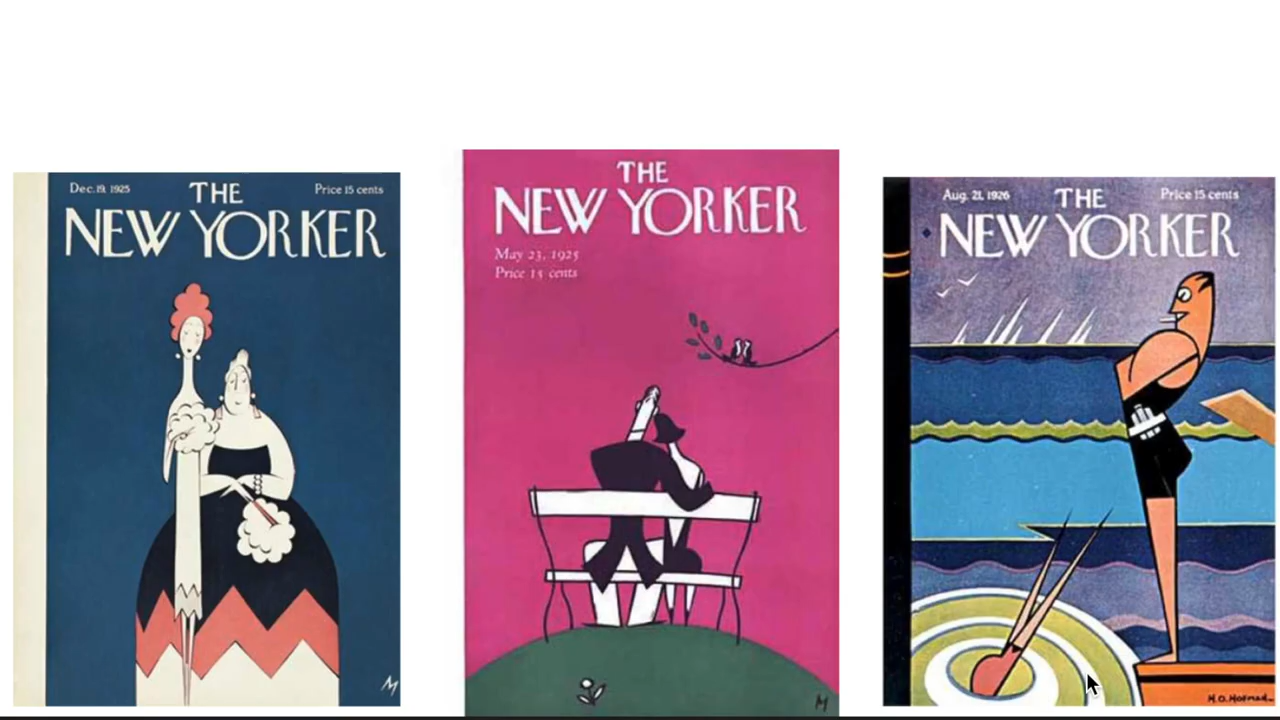 Dec. 19, 1925
THE
Price 15 cents
NEW YORKER
THE
NEW YORKER
May 23, 1925
Price 15 cents
Aug. 21, 1926
THE
Price 15 cents
NEW YORKER
H.O. HOFMAN